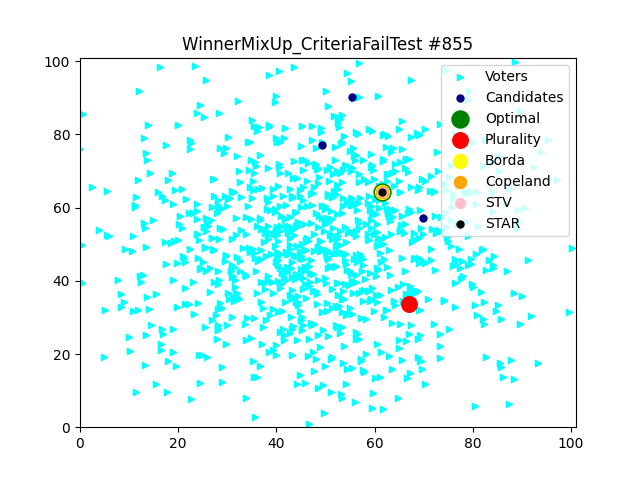 WinnerMixUp_CriteriaFailTest #855
100
80
60
40
20
0
0
20
40
60
80
100
Voters
Candidates
Optimal
Plurality
Borda
Copeland
STV
STAR